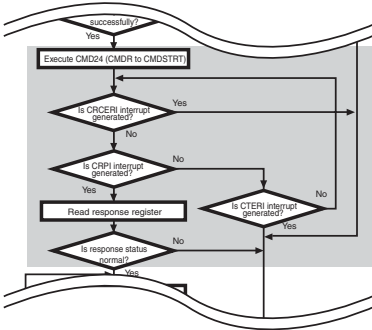 successfully?
Yes
Execute CMD24 (CMDR to CMDSTRT)
Is CRCERI interrupt
generated?
Yes
No
Is CRPI interrupt
generated?
No
Yes
Read response register
Is CTERI interrupt
generated?
No
Yes
Is response status
normal?
No
Yes